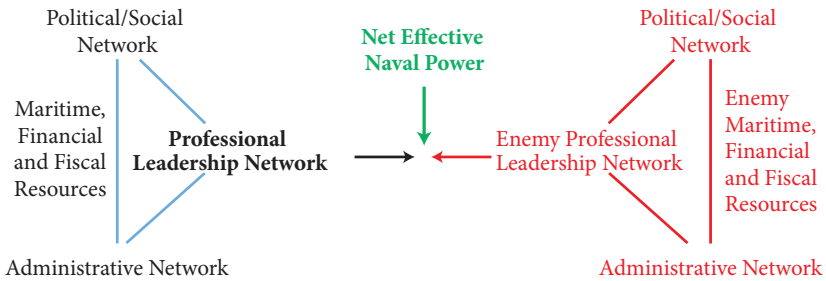 Political/Social
Network
Maritime,
Financial
and Fiscal
Resources
Professional
Leadership Network
Administrative Network
Net Effective
Naval Power
Political/Social
Network
Enemy Professional
Leadership Network
Enemy
Maritime,
Financial
and Fiscal
Resources
Administrative Network